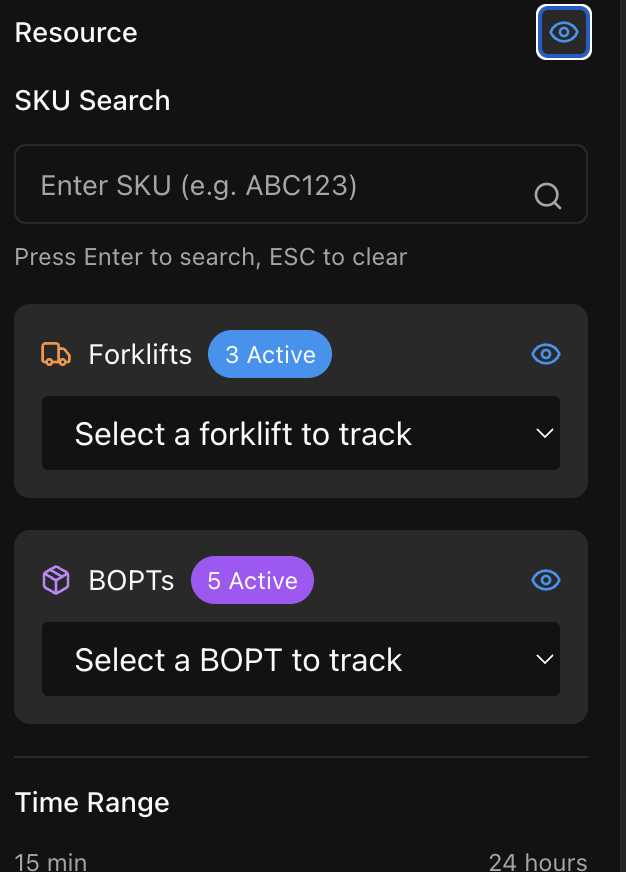 Resource
SKU Search
Enter SKU (e.g. ABC123)
Press Enter to search, ESC to clear
Forklifts 3 Active
Select a forklift to track
BOPTs 5 Active
Select a BOPT to track
Time Range
15 min 24 hours